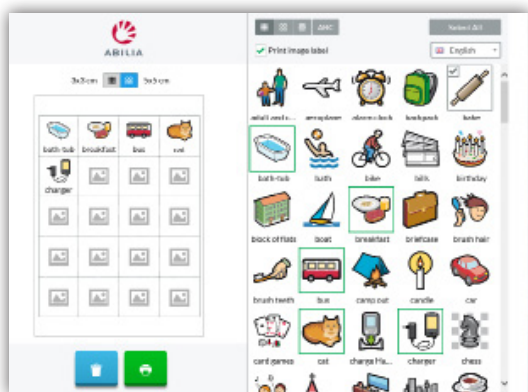 ABILIA
3x3 cm
5x5 cm
bath-tub breakfast bus cat
charger
ABC
Select All
Print image label
English
adult and c... aeroplane alarm clock backpack bake
bath-tub bath bike bills birthday
block of flats boat breakfast briefcase brush hair
brush teeth bus camp out candle car
card games cat charge Ha... charger chess